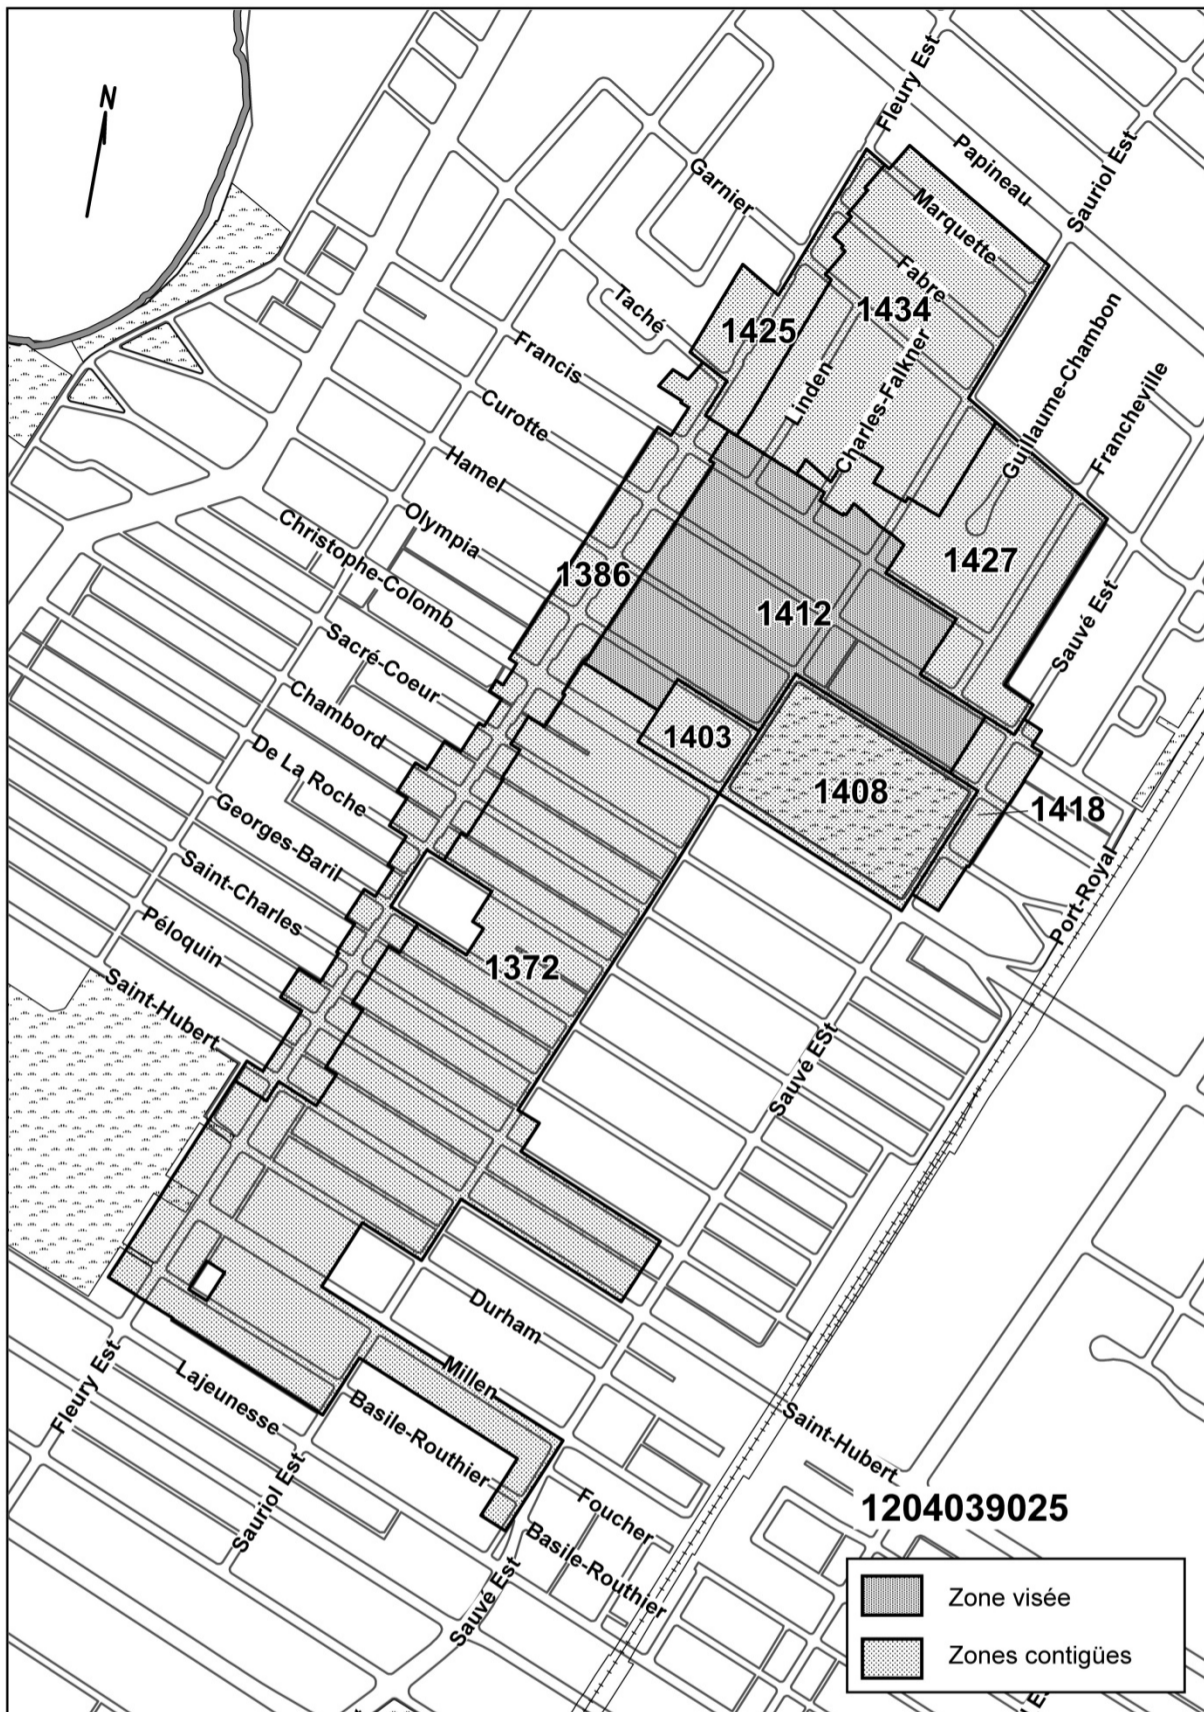 N
Fleury Est
Papineau
Sauriol Est
Garnier
Marquette
Fabre
1434
Taché
1425
Guillaume-Chambon
Francis
Linden
Charles-Falkner
Francheville
Curotte
Hamel
Olympia
Christophe-Colomb
1386
1427
1412
Sauvé Est
Sacré-Coeur
Chambord
1403
De La Roche
1408
1418
Georges-Baril
Saint-Charles
Port-Royal
Péloquin
1372
Saint-Hubert
Sauvé ESt
Durham
Millen
Fleury Est
Lajeunesse
Basile-Routhier
Saint-Hubert
Sauriol Est
Foucher
1204039025
Basile-Routhier
Sauvé Est
Zone visée
Zones contigües